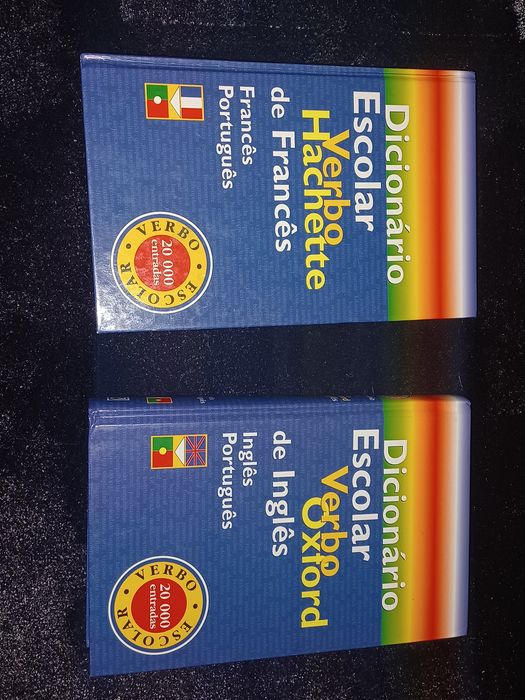 Dicionário
Escolar
Verbo
Hachette
de Francês
Francês
Português
VERBO
20 000
entradas
ESCOLAR
Dicionário
Escolar
Verbo
Oxford
de Inglês
Inglês
Português
VERBO
20 000
entradas
ESCOLAR